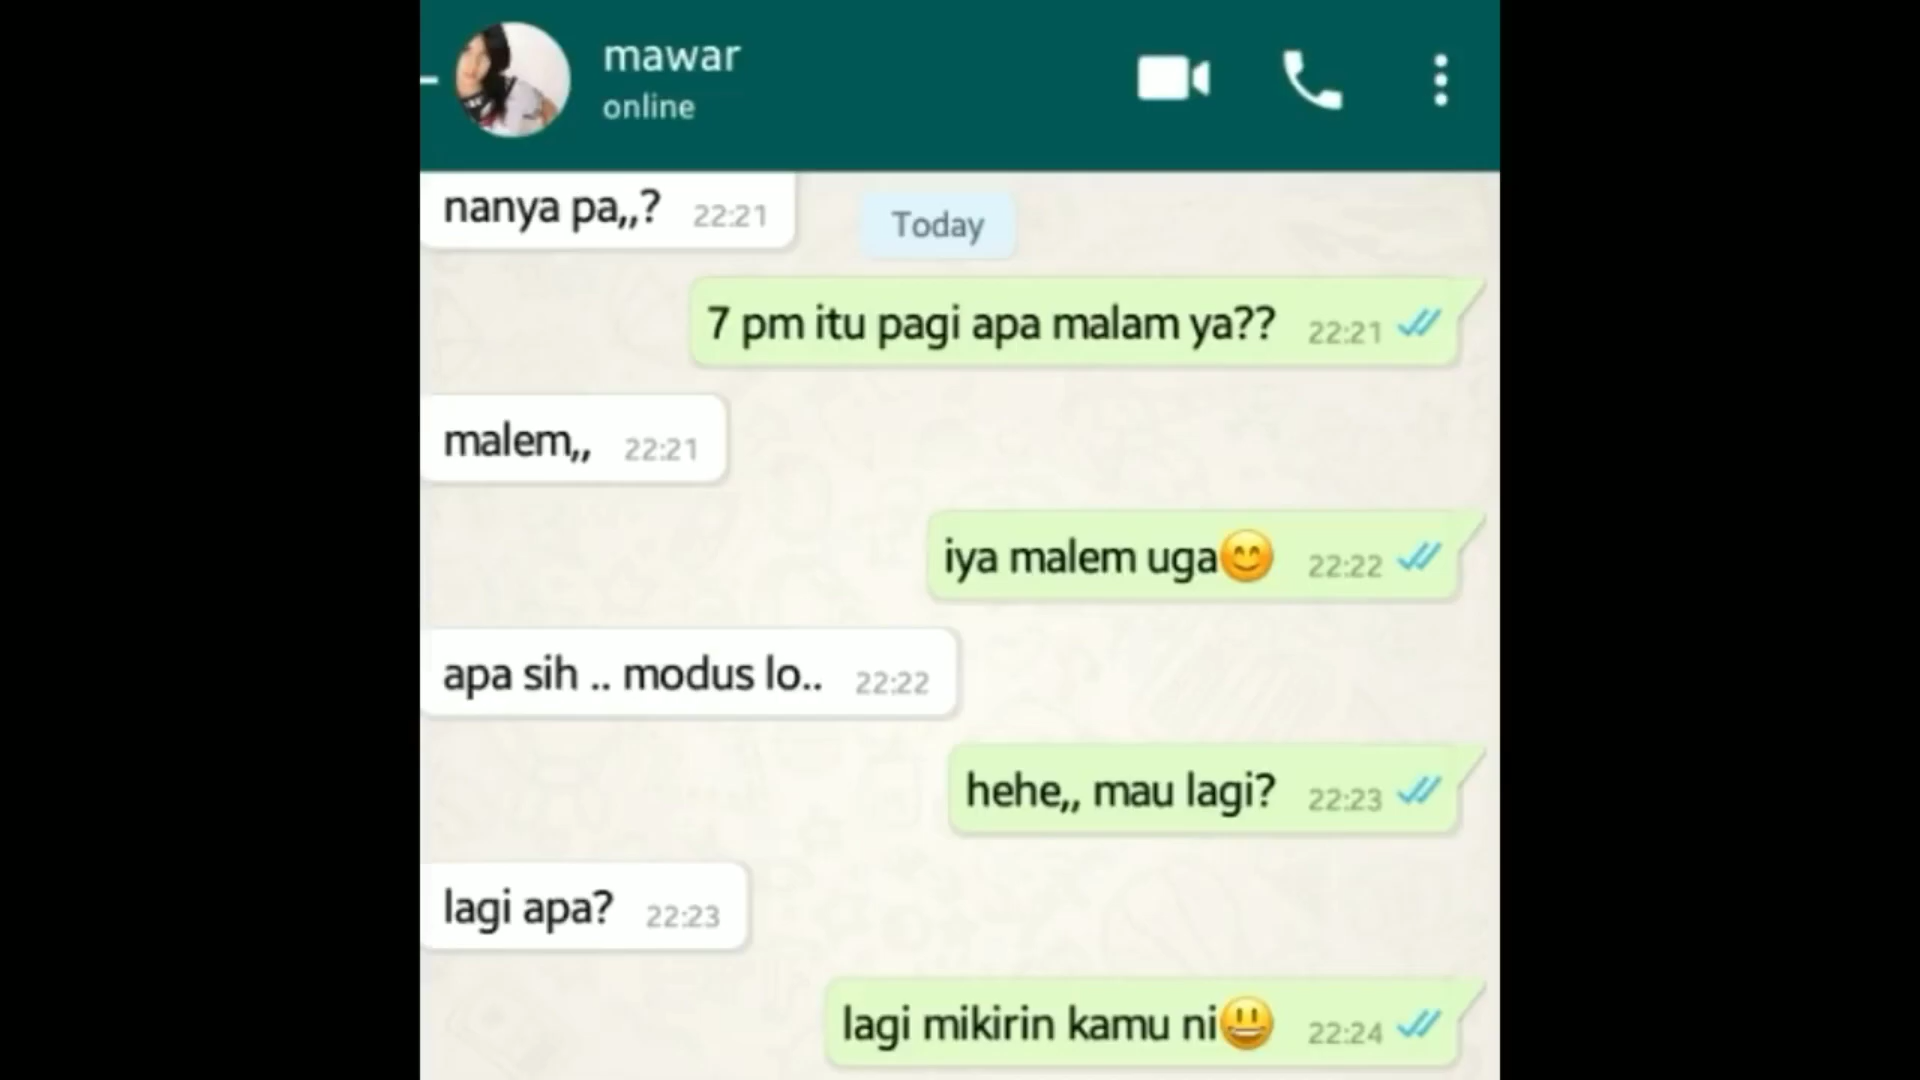 mawar
online
nanya pa,,? 22:21
Today
7 pm itu pagi apa malam ya?? 22:21
malem,, 22:21
iya malem uga😊 22:22
apa sih .. modus lo.. 22:22
hehe,, mau lagi? 22:23
lagi apa? 22:23
lagi mikirin kamu ni😃 22:24